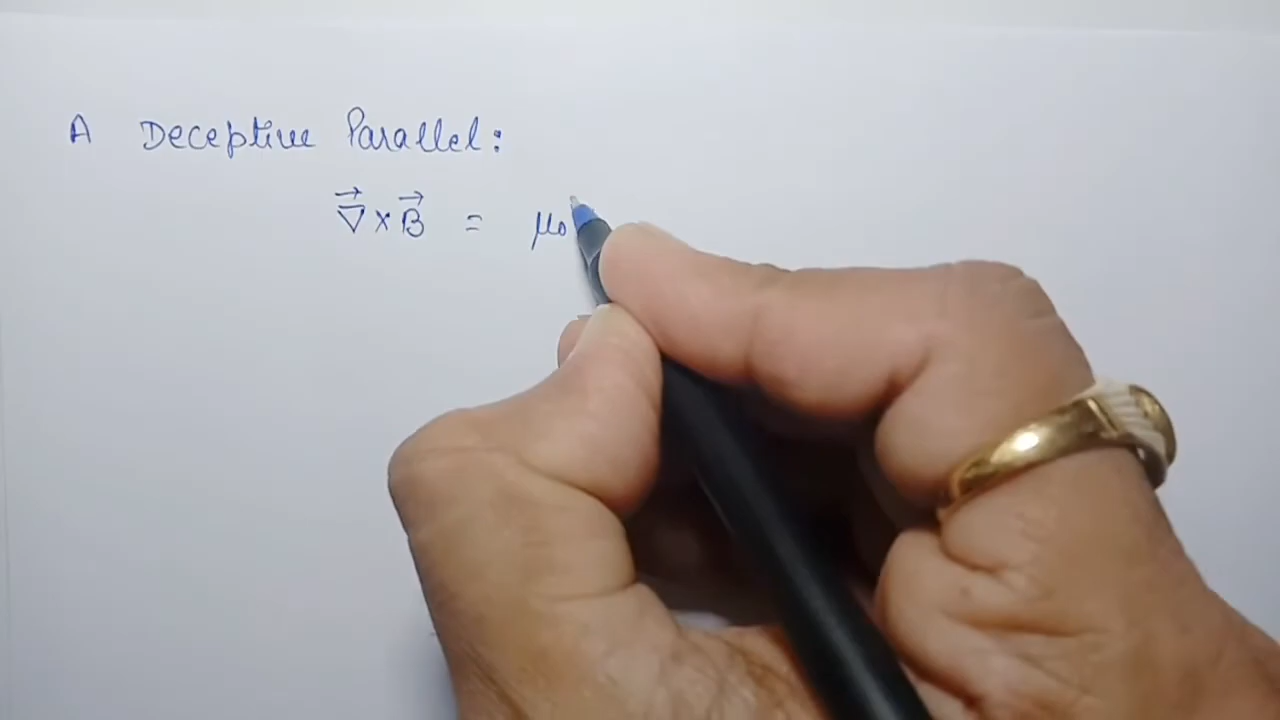 A Deceptive Parallel:
∇⃗ × B⃗ = μ₀